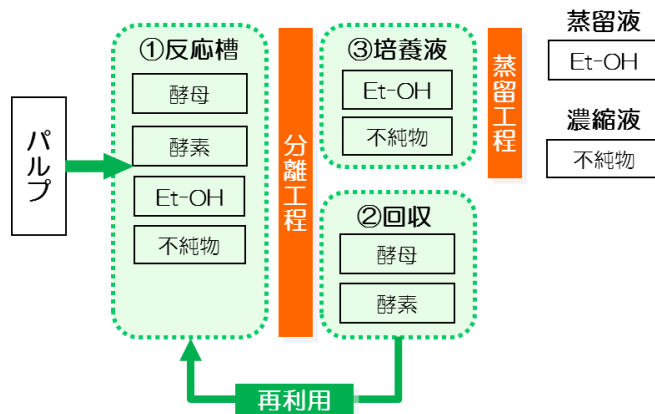 パルプ
①反応槽
酵母
酵素
Et-OH
不純物
分離工程
③培養液
Et-OH
不純物
②回収
酵母
酵素
再利用
蒸留工程
蒸留液
Et-OH
濃縮液
不純物